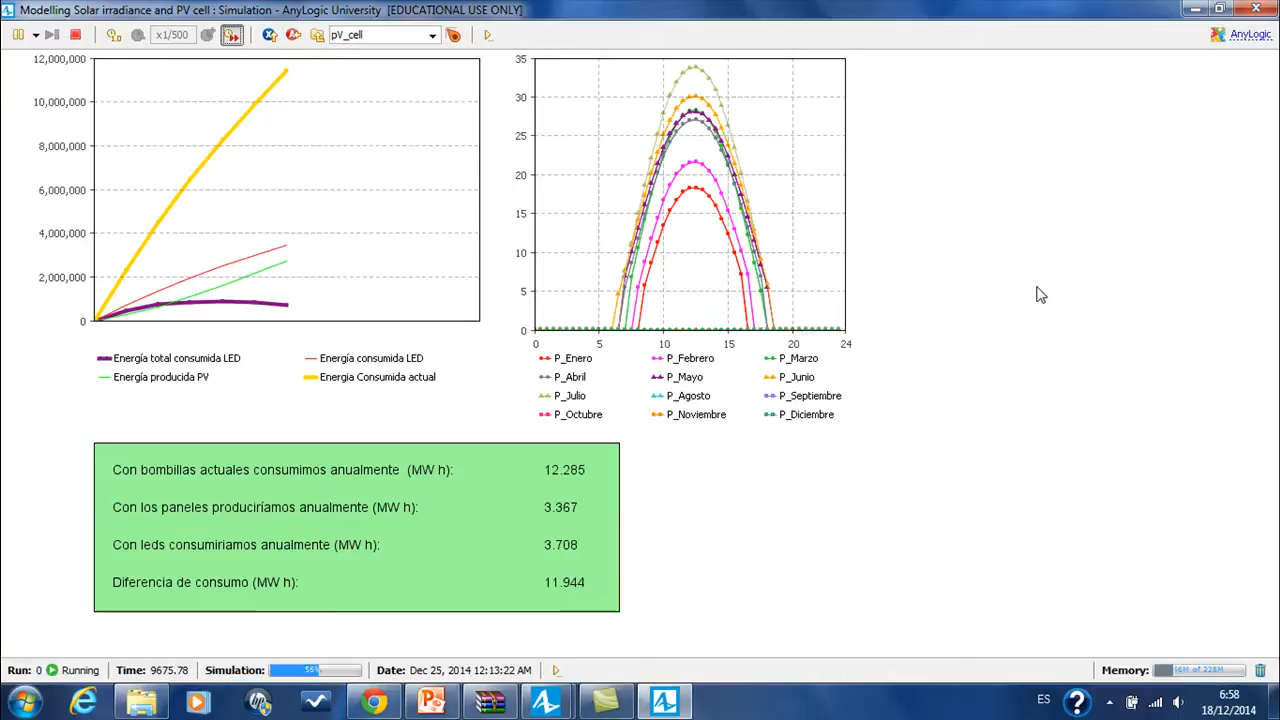 Modelling Solar irradiance and PV cell : Simulation - AnyLogic University [EDUCATIONAL USE ONLY]
x1/500
pV_cell
AnyLogic
12,000,000
10,000,000
8,000,000
6,000,000
4,000,000
2,000,000
0
Energía total consumida LED
Energía consumida LED
Energía producida PV
Energia Consumida actual
35
30
25
20
15
10
5
0
0 5 10 15 20 24
P_Enero P_Febrero P_Marzo
P_Abril P_Mayo P_Junio
P_Julio P_Agosto P_Septiembre
P_Octubre P_Noviembre P_Diciembre
Con bombillas actuales consumimos anualmente (MW h): 12.285
Con los paneles produciríamos anualmente (MW h): 3.367
Con leds consumiriamos anualmente (MW h): 3.708
Diferencia de consumo (MW h): 11.944
Run: 0 Running Time: 9675.78 Simulation: Date: Dec 25, 2014 12:13:22 AM Memory:
ES
6:58
18/12/2014